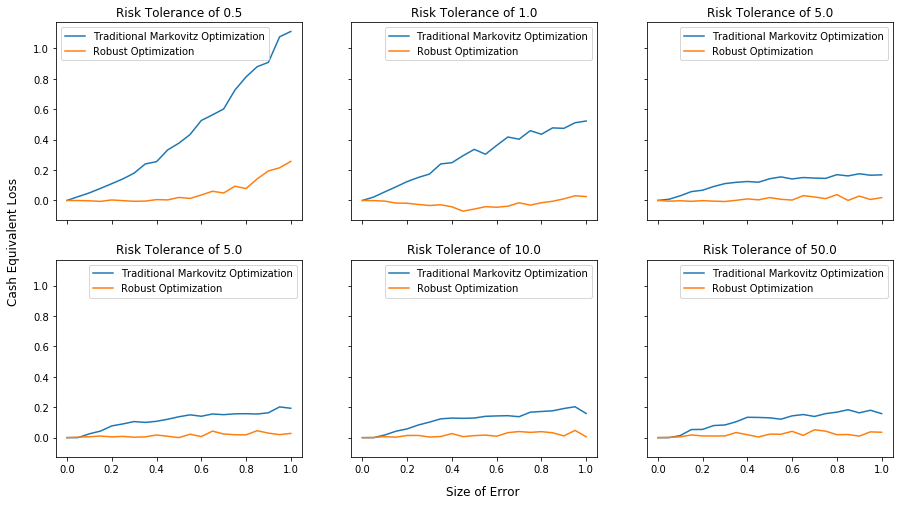 Risk Tolerance of 0.5
Risk Tolerance of 1.0
Risk Tolerance of 5.0
Traditional Markovitz Optimization
Robust Optimization
Traditional Markovitz Optimization
Robust Optimization
Traditional Markovitz Optimization
Robust Optimization
1.0
0.8
0.6
0.4
0.2
0.0
Cash Equivalent Loss
Risk Tolerance of 5.0
Risk Tolerance of 10.0
Risk Tolerance of 50.0
Traditional Markovitz Optimization
Robust Optimization
Traditional Markovitz Optimization
Robust Optimization
Traditional Markovitz Optimization
Robust Optimization
1.0
0.8
0.6
0.4
0.2
0.0
0.0 0.2 0.4 0.6 0.8 1.0
0.0 0.2 0.4 0.6 0.8 1.0
0.0 0.2 0.4 0.6 0.8 1.0
Size of Error